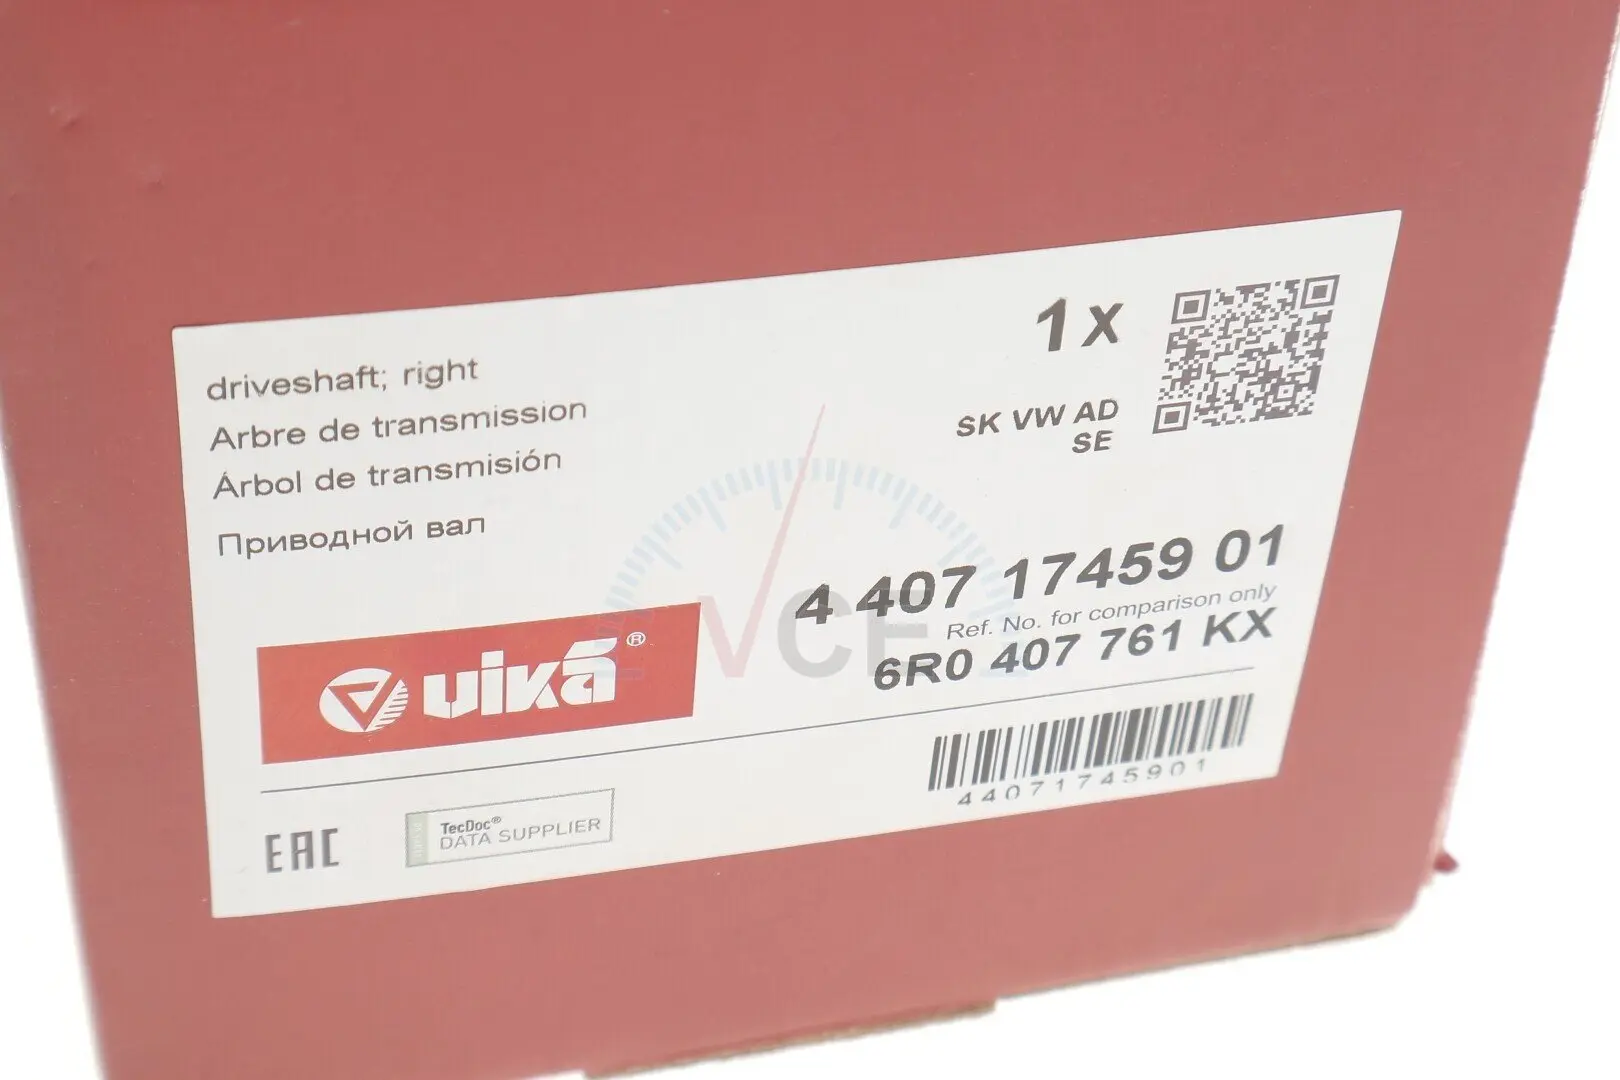 driveshaft; right
Arbre de transmission
Árbol de transmisión
Приводной вал
1x
SK VW AD
SE
4 407 17459 01
Ref. No. for comparison only
6R0 407 761 KX
vika®
44071745901
EAC
TecDoc®
DATA SUPPLIER